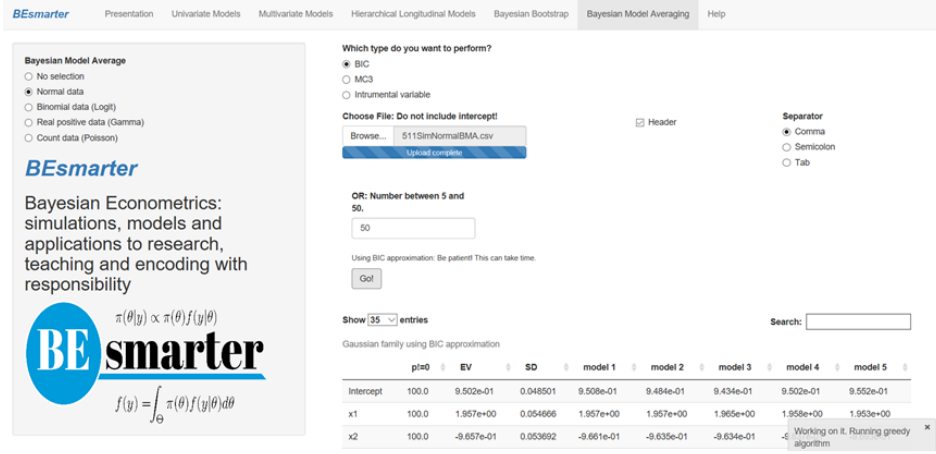 BEsmarter Presentation Univariate Models Multivariate Models Hierarchical Longitudinal Models Bayesian Bootstrap Bayesian Model Averaging Help
Bayesian Model Average
No selection
Normal data
Binomial data (Logit)
Real positive data (Gamma)
Count data (Poisson)
BEsmarter
Bayesian Econometrics:
simulations, models and
applications to research,
teaching and encoding with
responsibility
π(θ|y) ∝ π(θ)f(y|θ)
BEsmarter
f(y) = ∫Θ π(θ)f(y|θ)dθ
Which type do you want to perform?
BIC
MC3
Intrumental variable
Choose File: Do not include intercept!
Browse... 511SimNormalBMA.csv
Upload complete
Header
Separator
Comma
Semicolon
Tab
OR: Number between 5 and
50.
50
Using BIC approximation: Be patient!! This can take time.
Go!
Show 35 entries
Search:
Gaussian family using BIC approximation
p!=0 EV SD model 1 model 2 model 3 model 4 model 5
Intercept 100.0 9.502e-01 0.048501 9.508e-01 9.484e-01 9.434e-01 9.502e-01 9.552e-01
x1 100.0 1.957e+00 0.054666 1.957e+00 1.957e+00 1.965e+00 1.958e+00 1.953e+00
x2 100.0 -9.657e-01 0.053692 -9.661e-01 -9.635e-01 -9.634e-01
Working on it. Running greedy
algorithm